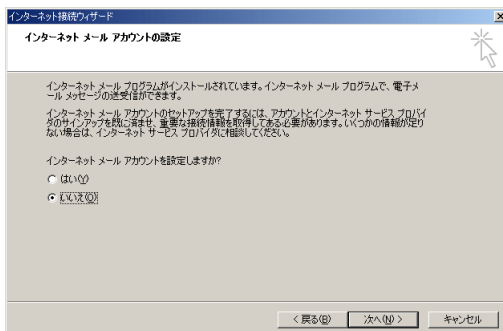 インターネット接続ウィザード
インターネット メール アカウントの設定
インターネット メール プログラムがインストールされています。インターネット メール プログラムで、電子メ
ール メッセージの送受信ができます。
インターネット メール アカウントのセットアップを完了するには、アカウントとインターネット サービス プロバイ
ダのサインアップを既に済ませ、重要な接続情報を取得してある必要があります。いくつかの情報が足り
ない場合は、インターネット サービス プロバイダに相談してください。
インターネット メール アカウントを設定しますか?
はい(Y)
いいえ(O)
< 戻る(B)
次へ(N) >
キャンセル